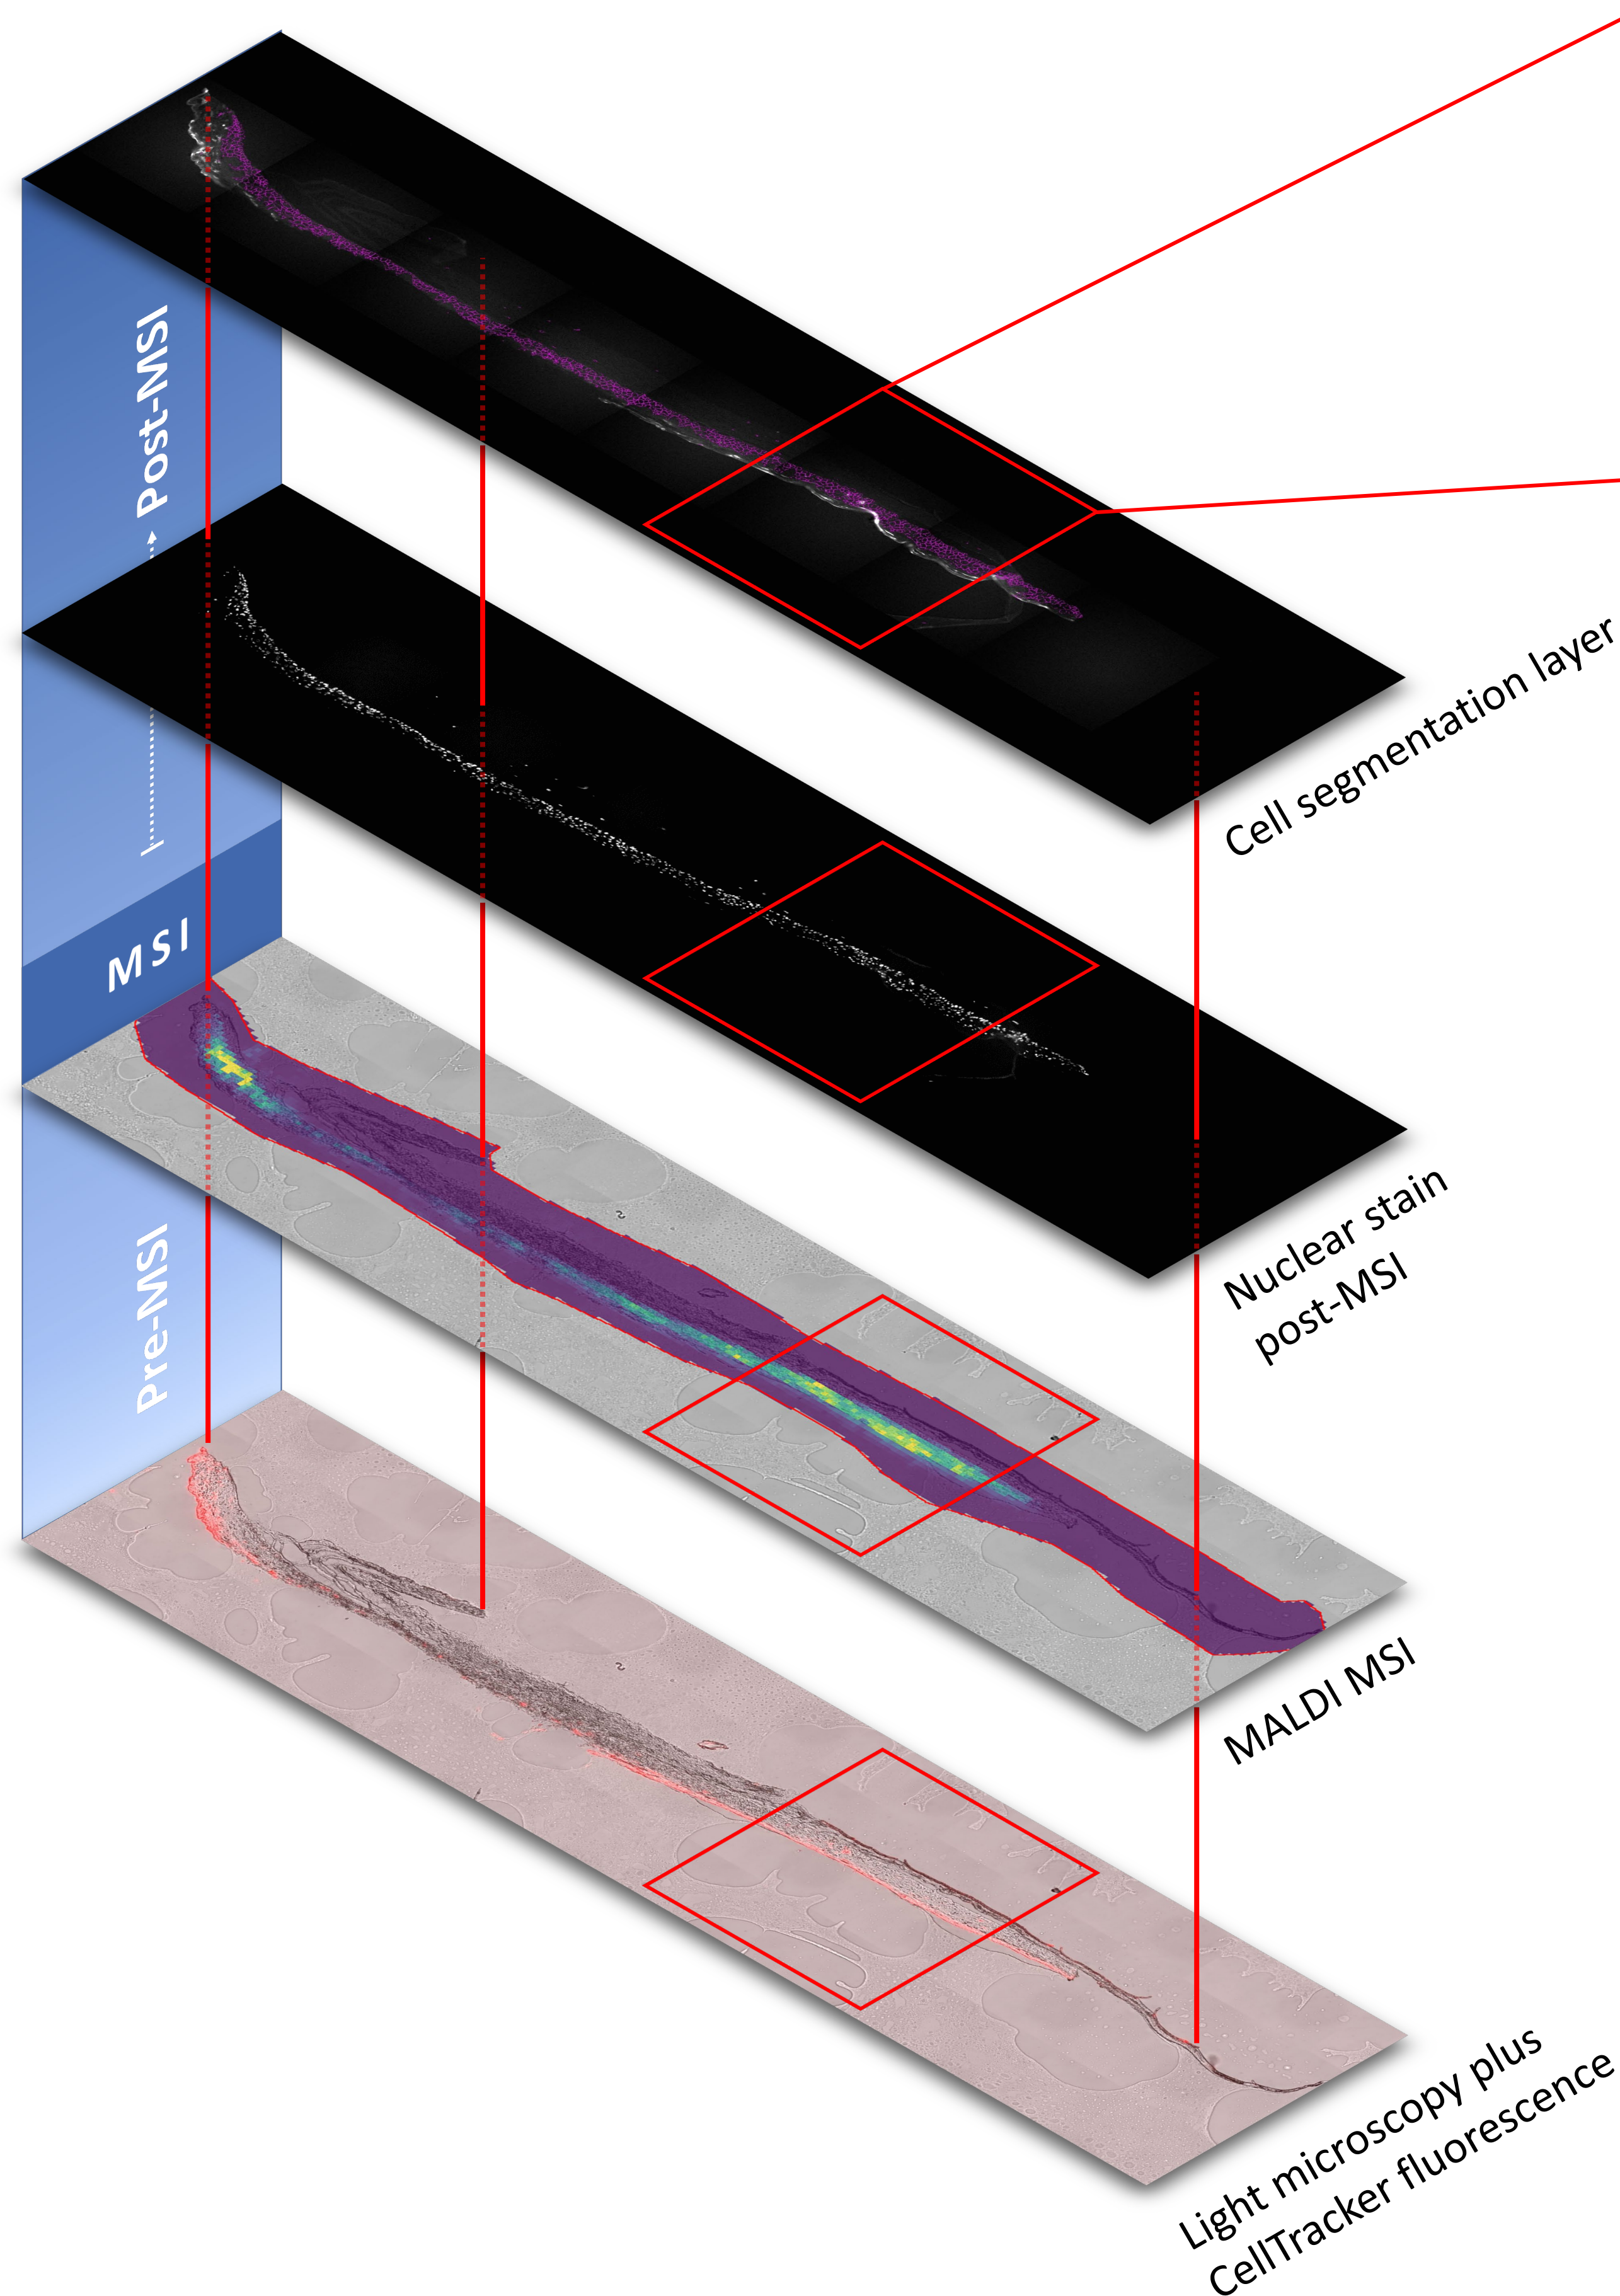 Post-MSI
Cell segmentation layer
MSI
Nuclear stain
post-MSI
Pre-MSI
MALDI MSI
Light microscopy plus
CellTracker fluorescence